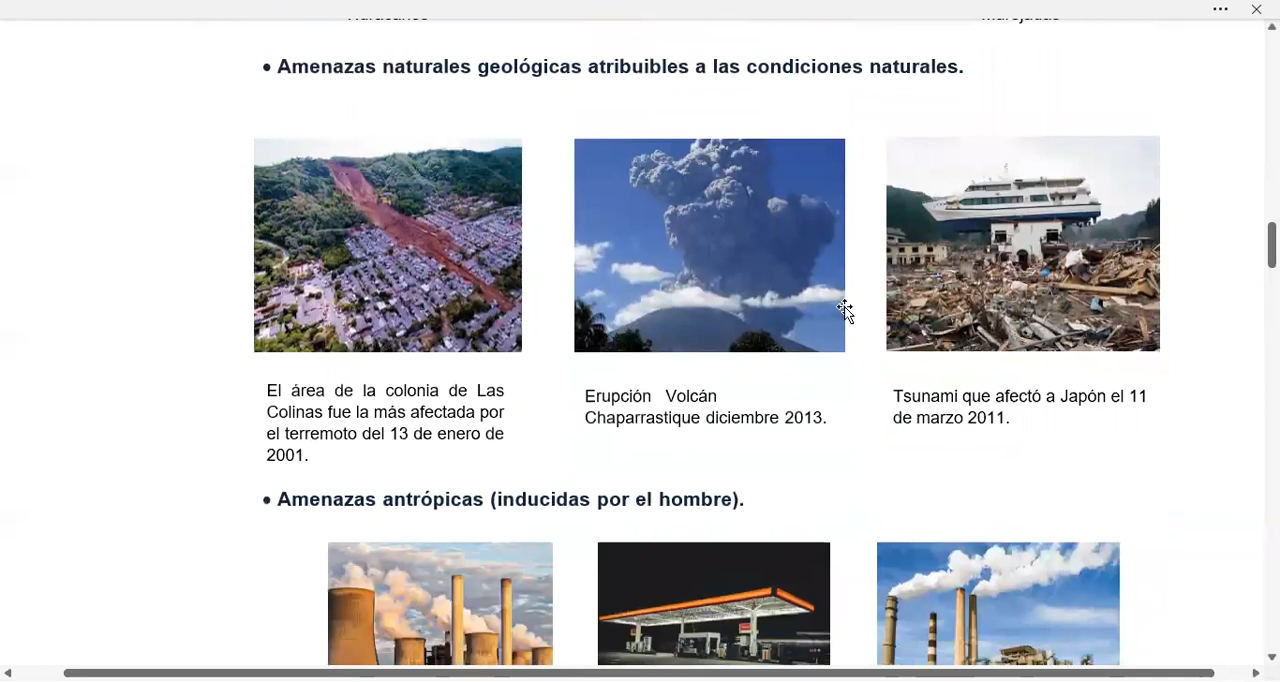 • Amenazas naturales geológicas atribuibles a las condiciones naturales.
El área de la colonia de Las
Colinas fue la más afectada por
el terremoto del 13 de enero de
2001.
Erupción Volcán
Chaparrastique diciembre 2013.
Tsunami que afectó a Japón el 11
de marzo 2011.
• Amenazas antrópicas (inducidas por el hombre).